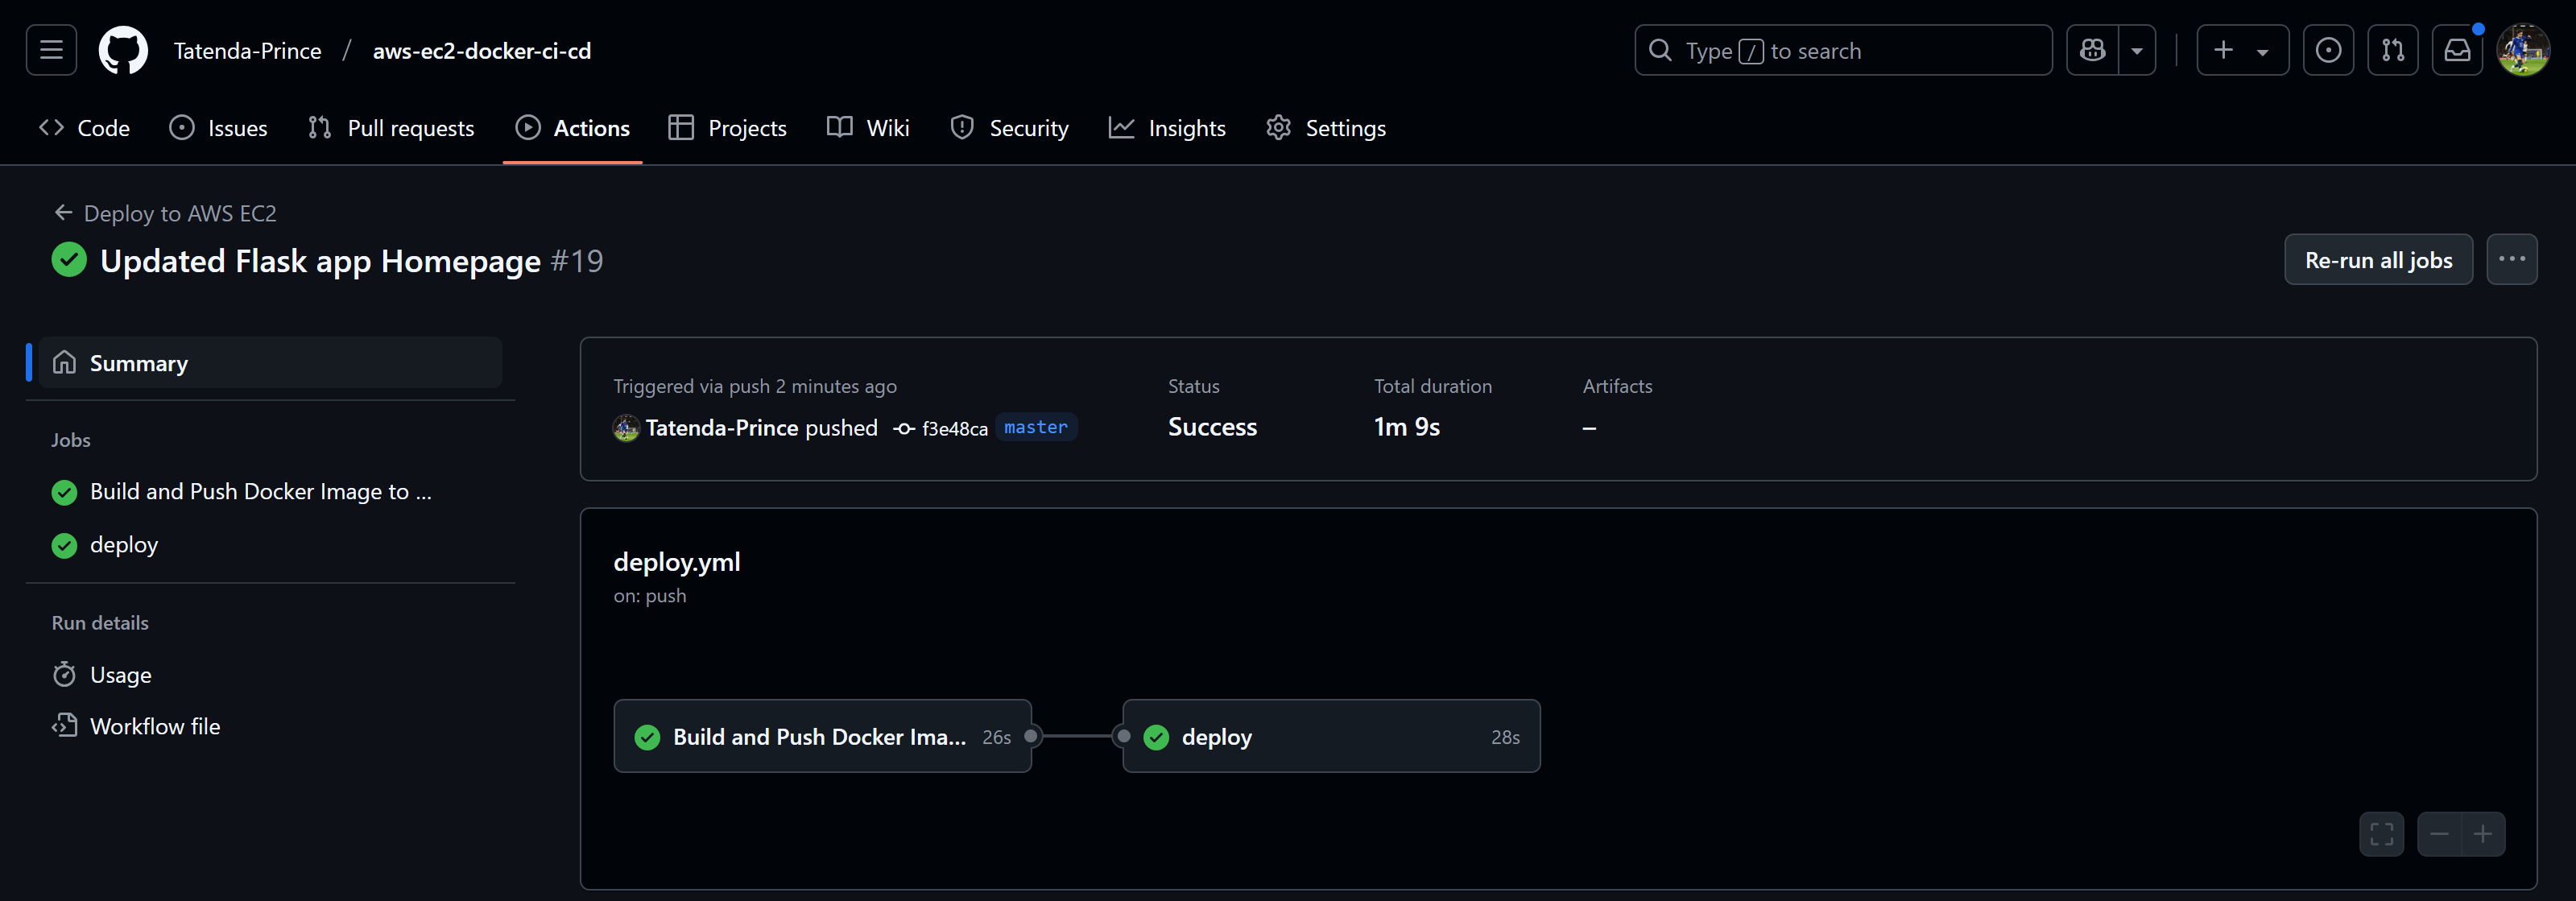 Tatenda-Prince / aws-ec2-docker-ci-cd
Type / to search
Code Issues Pull requests Actions Projects Wiki Security Insights Settings
Deploy to AWS EC2
Updated Flask app Homepage #19
Re-run all jobs
Summary
Jobs
Build and Push Docker Image to ...
deploy
Run details
Usage
Workflow file
Triggered via push 2 minutes ago
Tatenda-Prince pushed f3e48ca master
Status
Success
Total duration
1m 9s
Artifacts
–
deploy.yml
on: push
Build and Push Docker Ima... 26s
deploy 28s